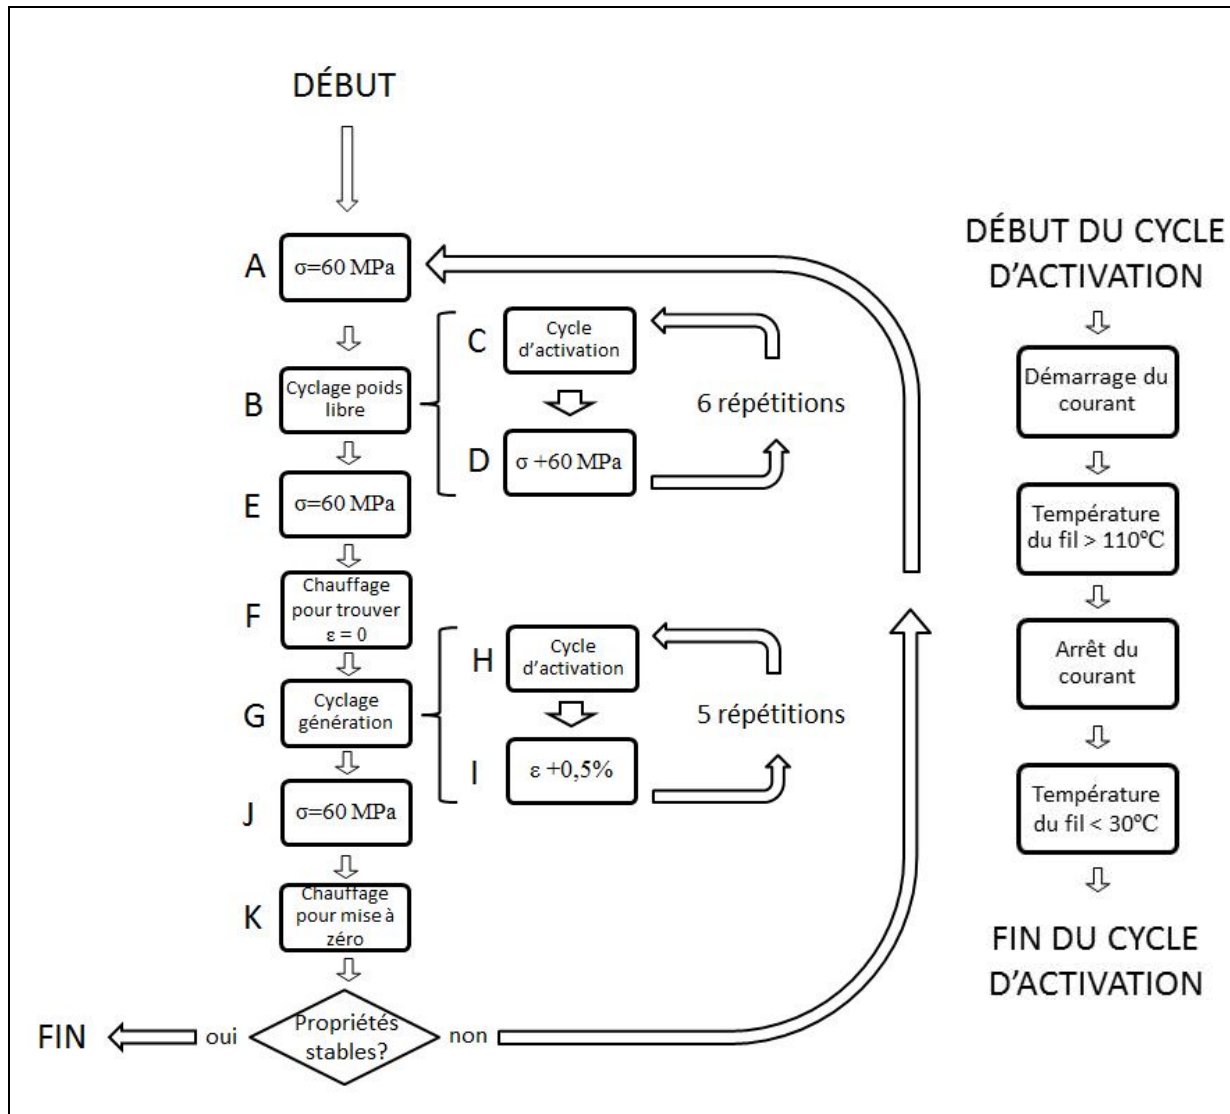 DÉBUT
A
σ=60 MPa
B
Cyclage poids
libre
C
Cycle
d'activation
D
σ +60 MPa
6 répétitions
E
σ=60 MPa
F
Chauffage
pour trouver
ε = 0
G
Cyclage
génération
H
Cycle
d'activation
I
ε +0,5%
5 répétitions
J
σ=60 MPa
K
Chauffage
pour mise à
zéro
Propriétés
stables?
oui
FIN
non
DÉBUT DU CYCLE
D'ACTIVATION
Démarrage du
courant
Température
du fil > 110°C
Arrêt du
courant
Température
du fil < 30°C
FIN DU CYCLE
D'ACTIVATION